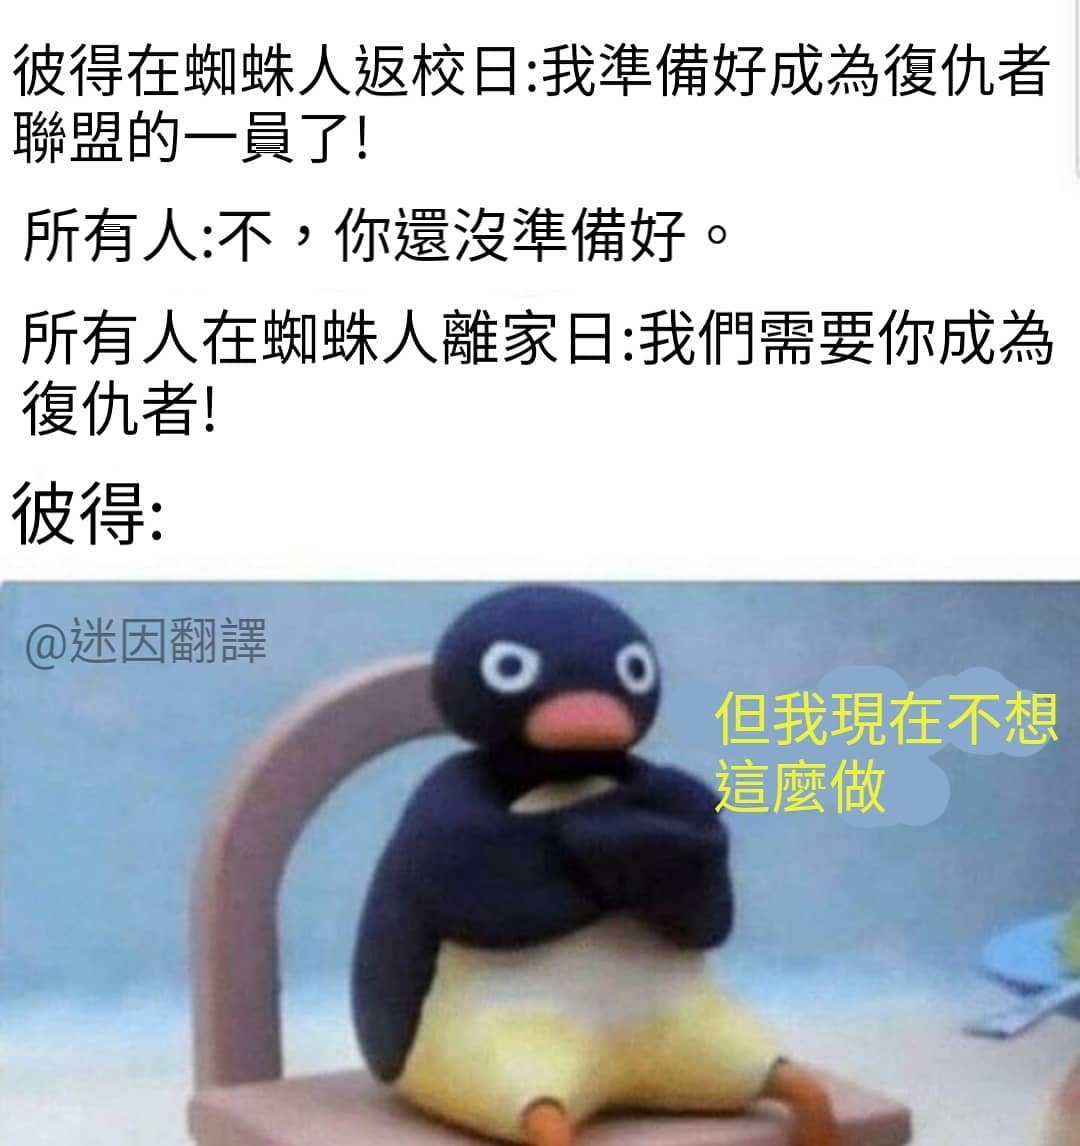 彼得在蜘蛛人返校日:我準備好成為復仇者
聯盟的一員了!
所有人:不，你還沒準備好。
所有人在蜘蛛人離家日:我們需要你成為
復仇者!
彼得:
@迷因翻譯
但我現在不想
這麼做